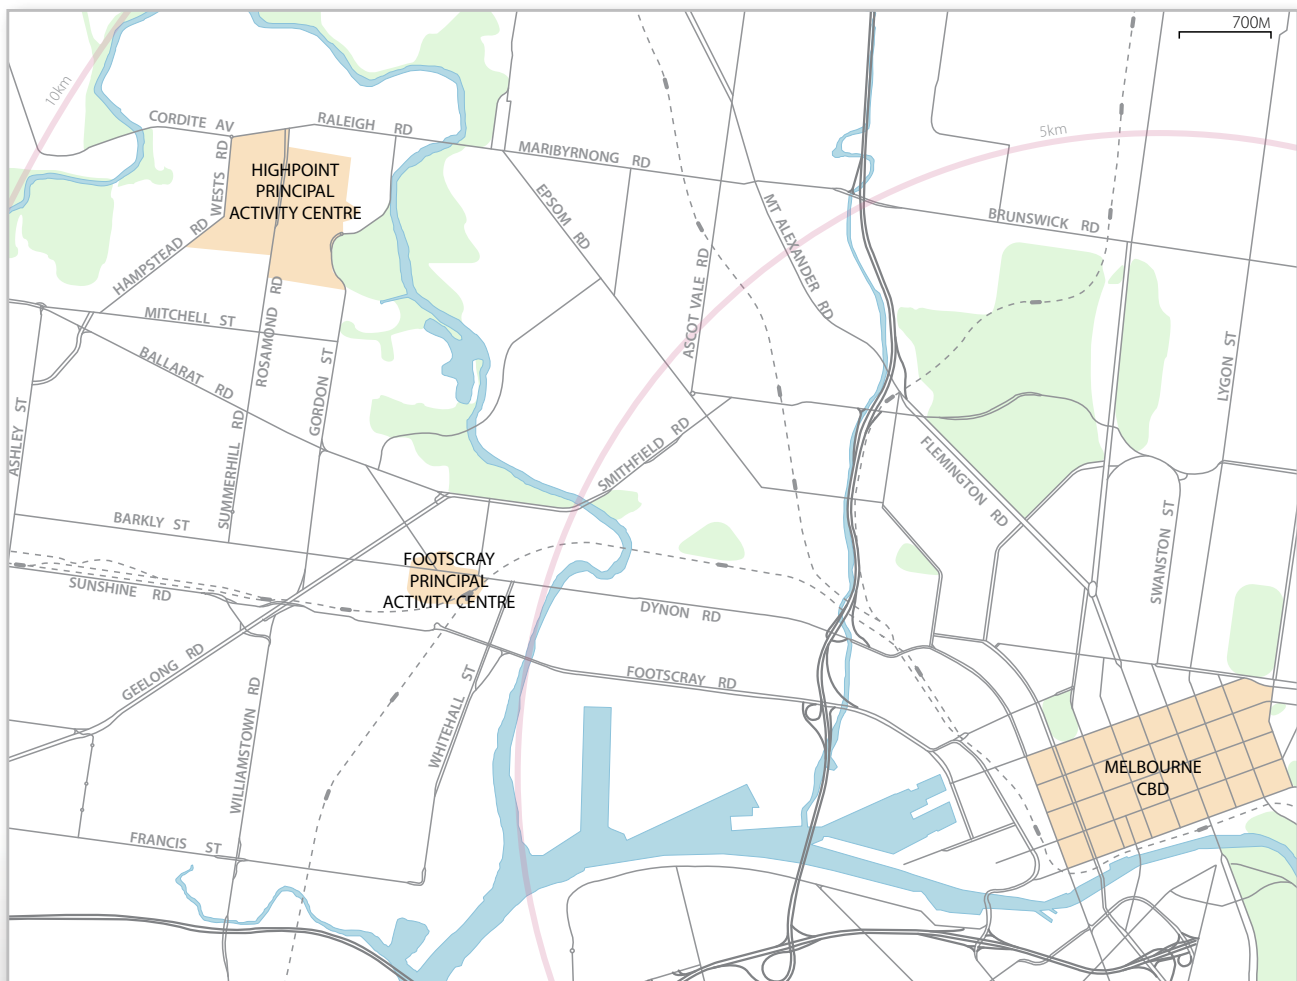 700M
10km
5km
CORDITE AV
RALEIGH RD
MARIBYRNONG RD
WESTS RD
HIGHPOINT
PRINCIPAL
ACTIVITY CENTRE
EPSOM RD
MT ALEXANDER RD
BRUNSWICK RD
HAMPSTEAD RD
ASCOT VALE RD
MITCHELL ST
ROSAMOND RD
BALLARAT RD
GORDON ST
LYGON ST
ASHLEY ST
SUMMERHILL RD
SMITHFIELD RD
FLEMINGTON RD
BARKLY ST
SWANSTON ST
FOOTSCRAY
PRINCIPAL
ACTIVITY CENTRE
SUNSHINE RD
DYNON RD
GEELONG RD
FOOTSCRAY RD
WILLIAMSTOWN RD
WHITEHALL ST
MELBOURNE
CBD
FRANCIS ST